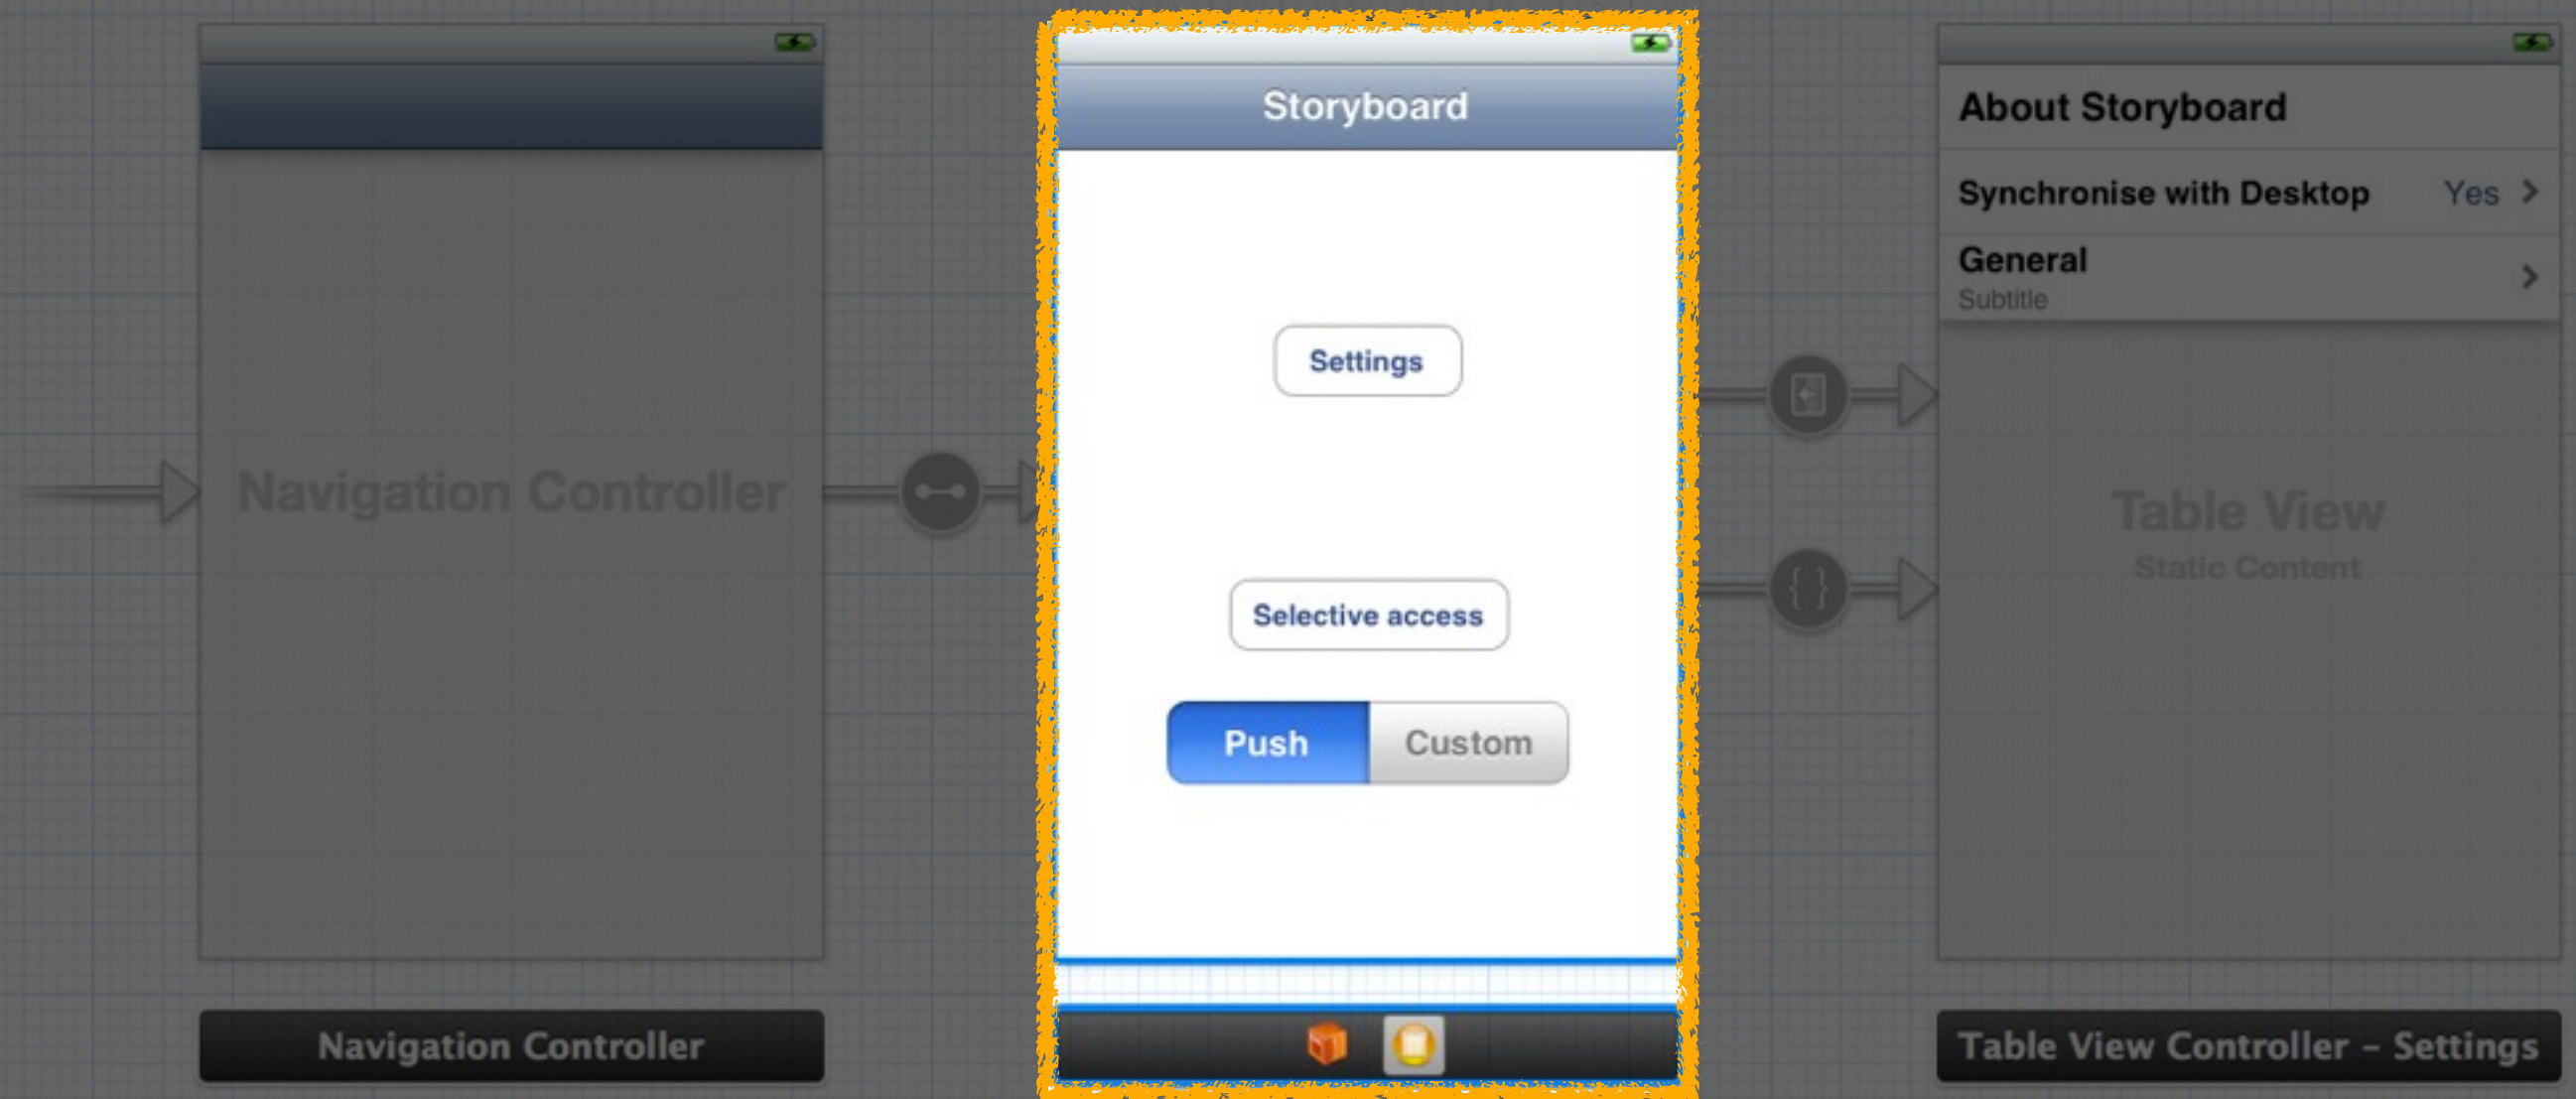 Navigation Controller
Navigation Controller
Storyboard
Settings
Selective access
Push Custom
About Storyboard
Synchronise with Desktop Yes
General
Subtitle
Table View
Static Content
Table View Controller – Settings